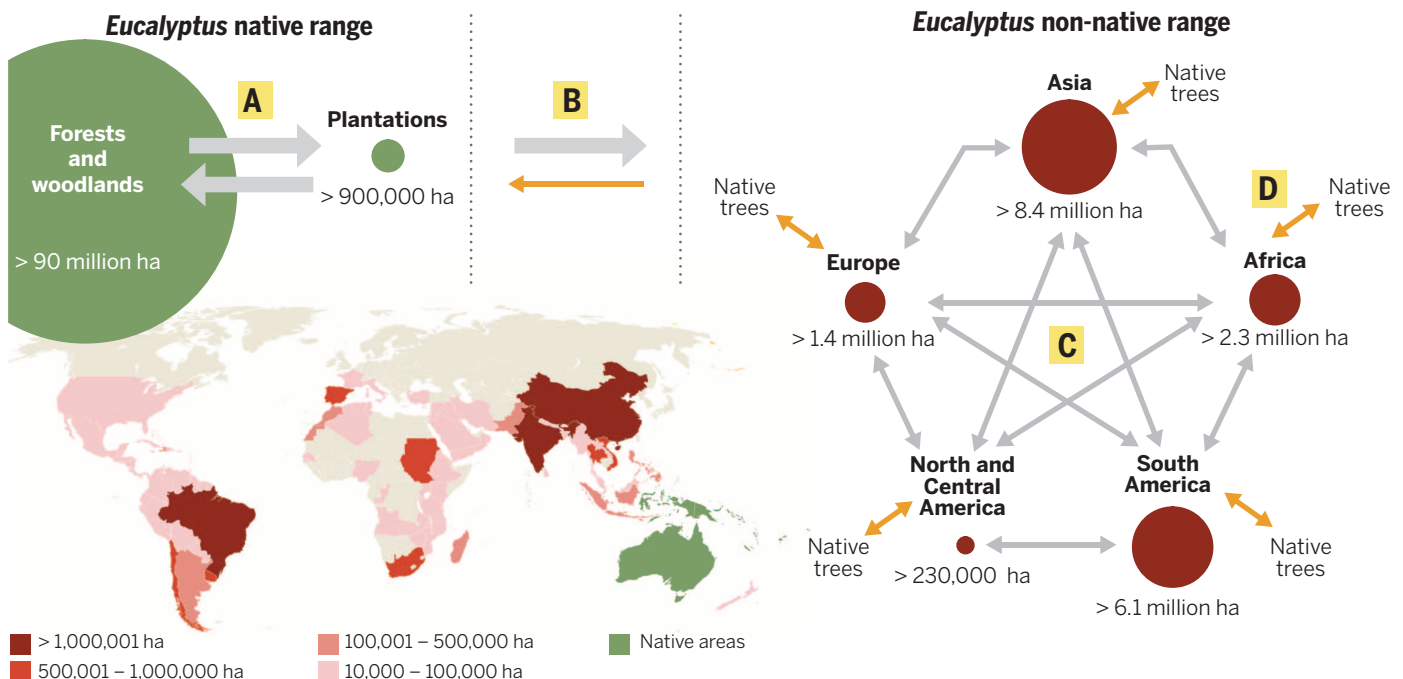 Eucalyptus native range
A
Forests
and
woodlands
> 90 million ha
Plantations
> 900,000 ha
B
Eucalyptus non-native range
Asia
> 8.4 million ha
Native
trees
Native
trees
Europe
> 1.4 million ha
D
Native
trees
Africa
> 2.3 million ha
C
North and
Central
America
> 230,000 ha
Native
trees
South
America
> 6.1 million ha
Native
trees
> 1,000,001 ha
500,001 – 1,000,000 ha
100,001 – 500,000 ha
10,000 – 100,000 ha
Native areas